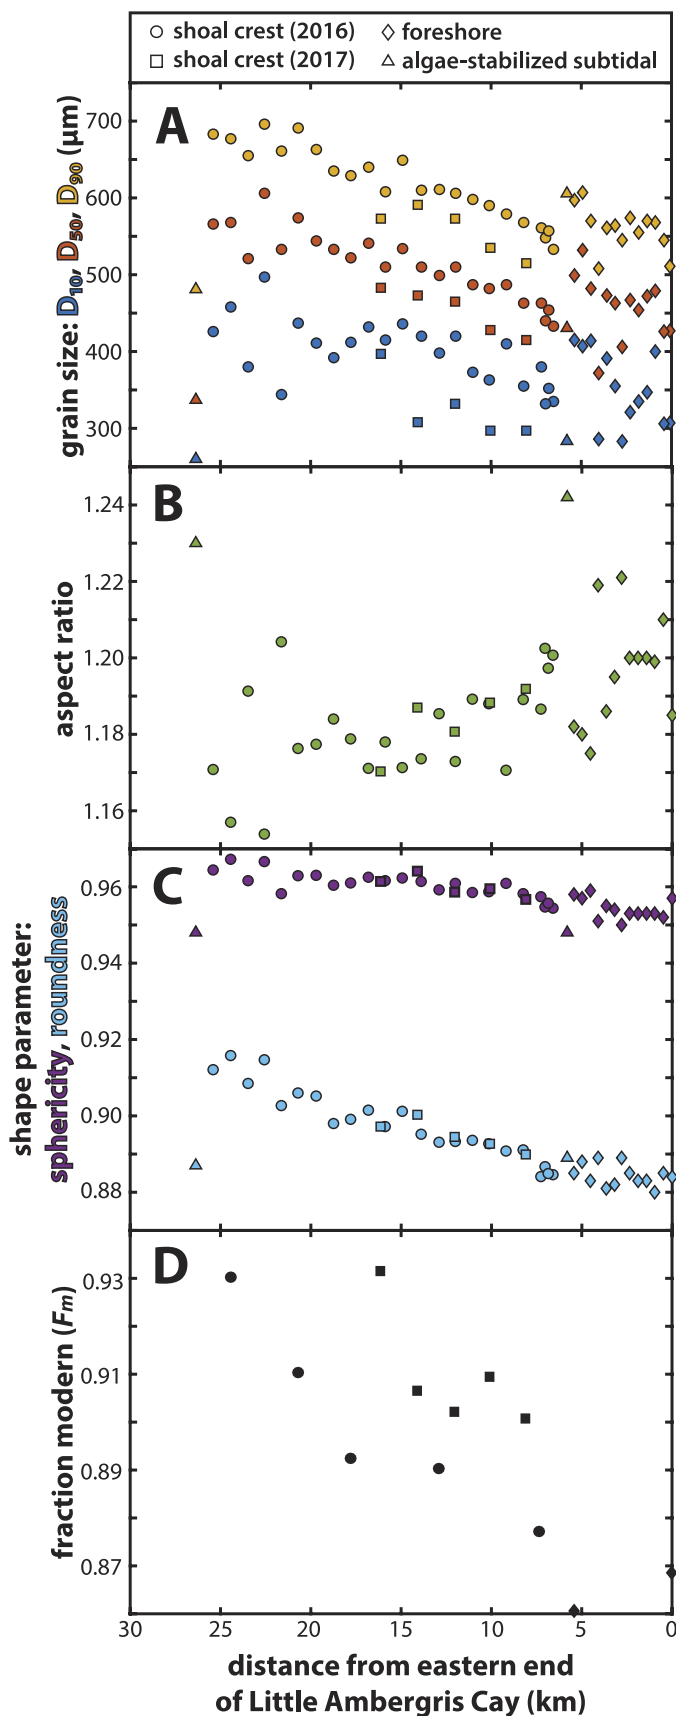 shoal crest (2016) foreshore
shoal crest (2017) algae-stabilized subtidal
A
700
600
500
400
300
grain size: D10, D50, D90 (μm)
B
1.24
1.22
1.20
1.18
1.16
aspect ratio
C
0.96
0.94
0.92
0.90
0.88
shape parameter:
sphericity, roundness
D
0.93
0.91
0.89
0.87
fraction modern (Fm)
30 25 20 15 10 5 0
distance from eastern end
of Little Ambergris Cay (km)